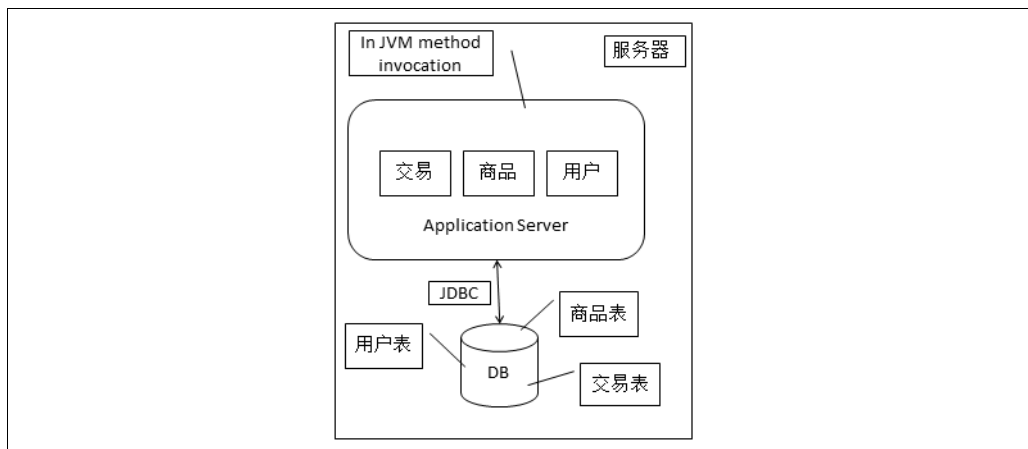 In JVM method
invocation
服务器
交易
商品
用户
Application Server
JDBC
商品表
用户表
DB
交易表